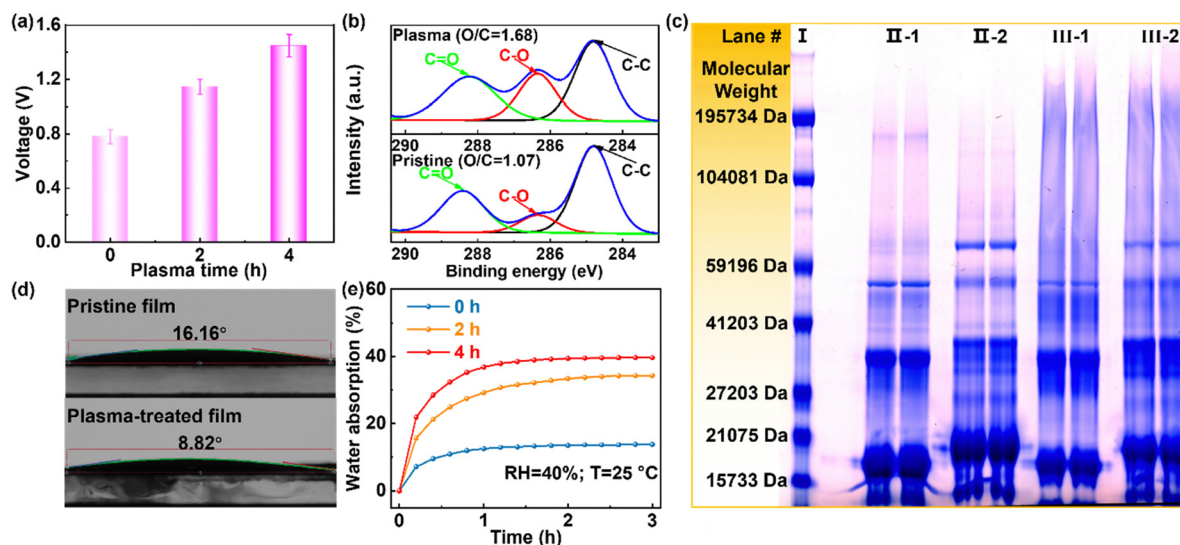 (a)
1.6
1.2
0.8
0.4
0.0
Voltage (V)
0 2 4
Plasma time (h)
(b)
Plasma (O/C=1.68)
C=O
C-O
C-C
290 288 286 284
Pristine (O/C=1.07)
C=O
C-O
C-C
290 288 286 284
Intensity (a.u.)
Binding energy (eV)
(c)
Lane # I II-1 II-2 III-1 III-2
Molecular
Weight
195734 Da
104081 Da
59196 Da
41203 Da
27203 Da
21075 Da
15733 Da
(d)
Pristine film
16.16°
Plasma-treated film
8.82°
(e)
60
50
40
30
20
10
0
Water absorption (%)
0 h
2 h
4 h
RH=40%; T=25 °C
0 1 2 3
Time (h)